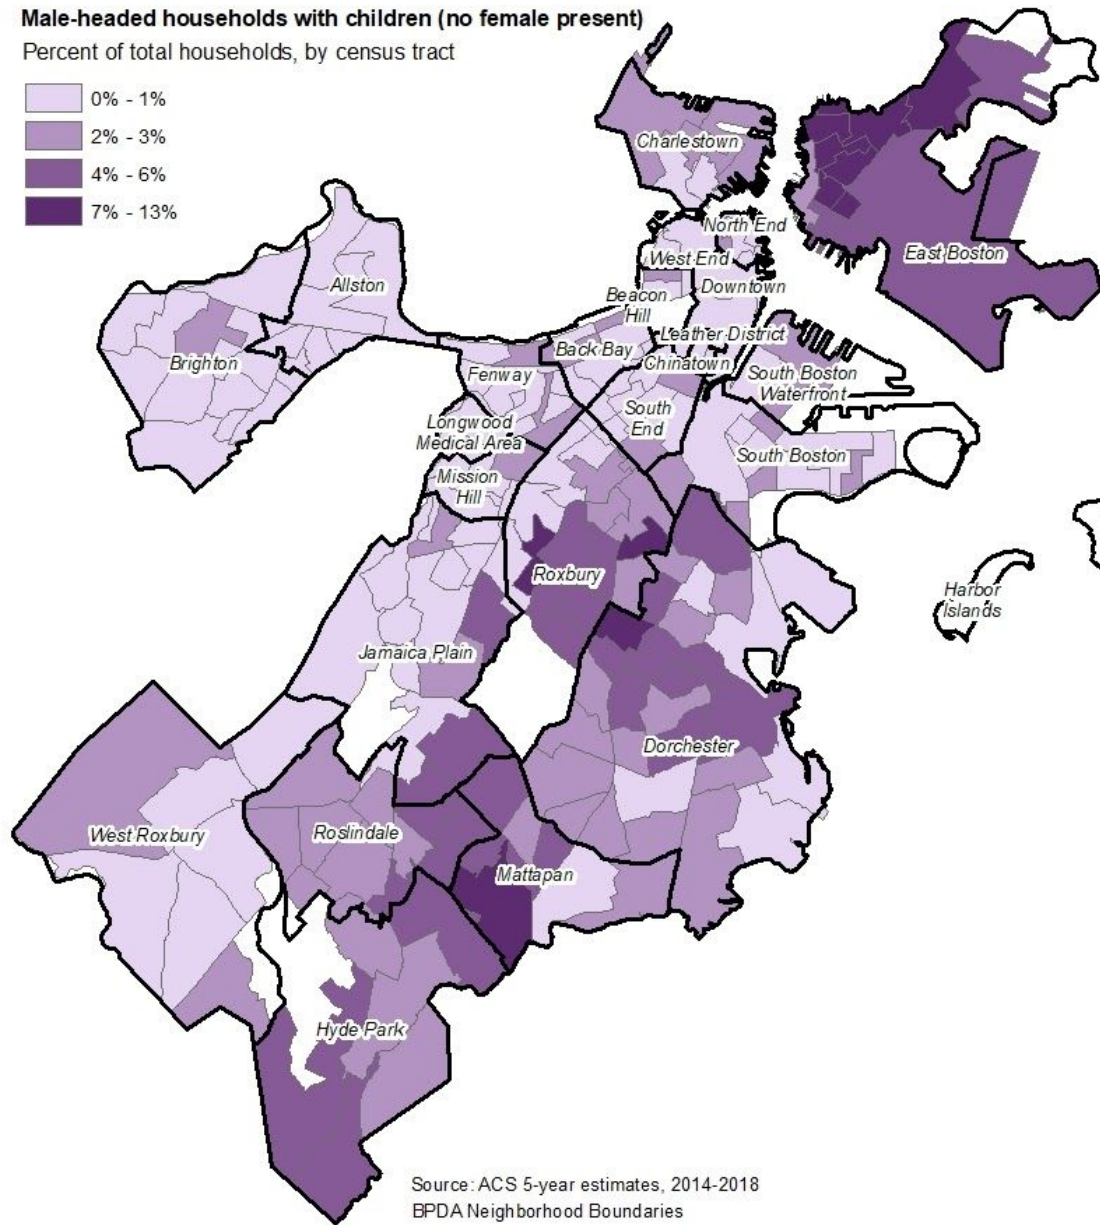 Male-headed households with children (no female present)
Percent of total households, by census tract
0% - 1%
2% - 3%
4% - 6%
7% - 13%
Charlestown
North End
West End
East Boston
Allston
Downtown
Beacon
Hill
Leather District
Back Bay
Chinatown
Brighton
Fenway
South Boston
Waterfront
South
End
Longwood
Medical Area
South Boston
Mission
Hill
Roxbury
Harbor
Islands
Jamaica Plain
Dorchester
West Roxbury
Roslindale
Mattapan
Hyde Park
Source: ACS 5-year estimates, 2014-2018
BPDA Neighborhood Boundaries